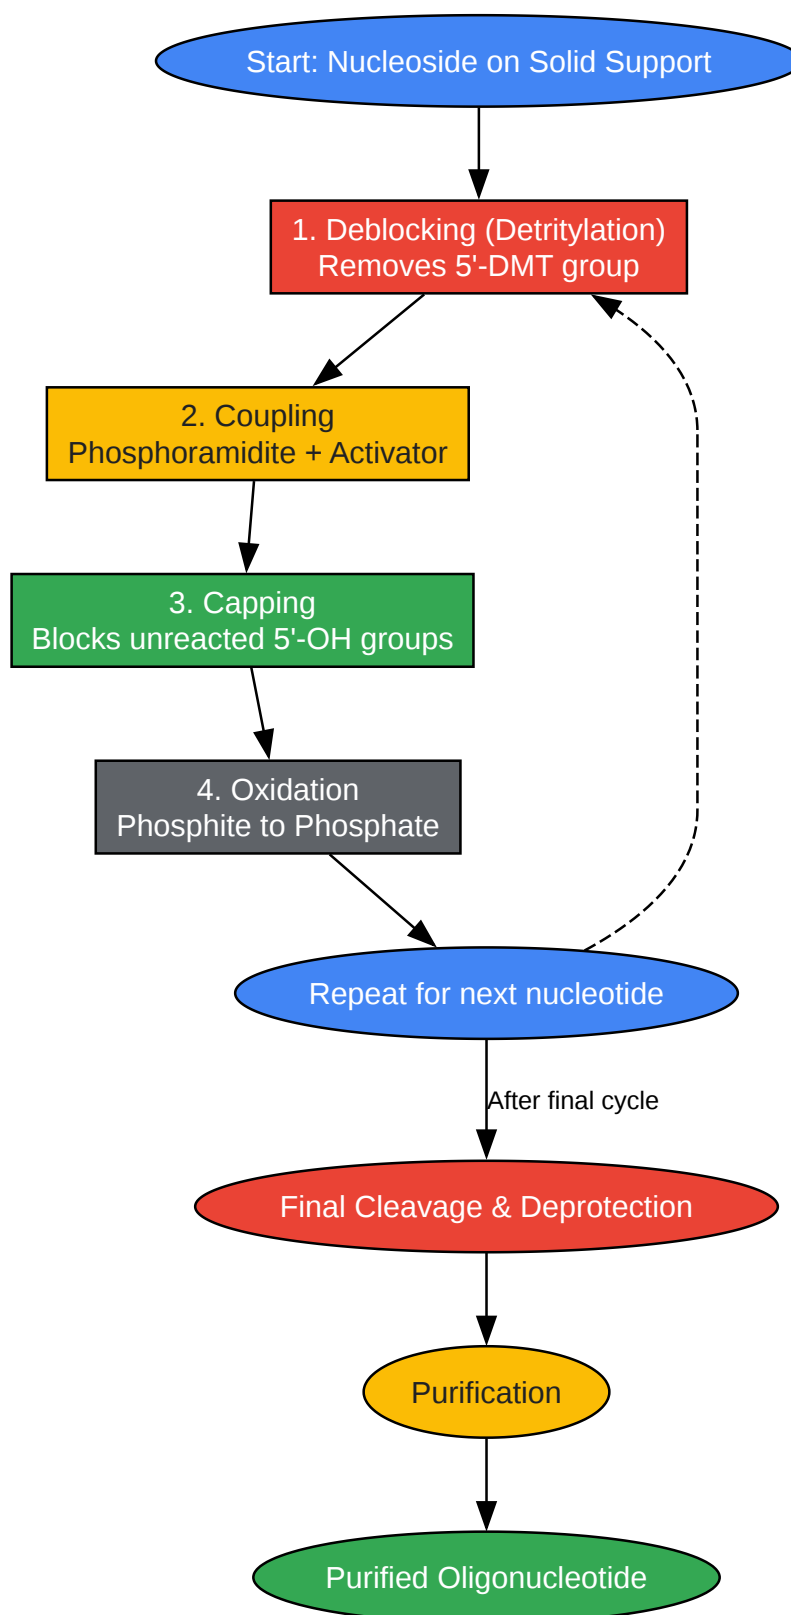 Start: Nucleoside on Solid Support
1. Deblocking (Detritylation)
Removes 5'-DMT group
2. Coupling
Phosphoramidite + Activator
3. Capping
Blocks unreacted 5'-OH groups
4. Oxidation
Phosphite to Phosphate
Repeat for next nucleotide
After final cycle
Final Cleavage & Deprotection
Purification
Purified Oligonucleotide